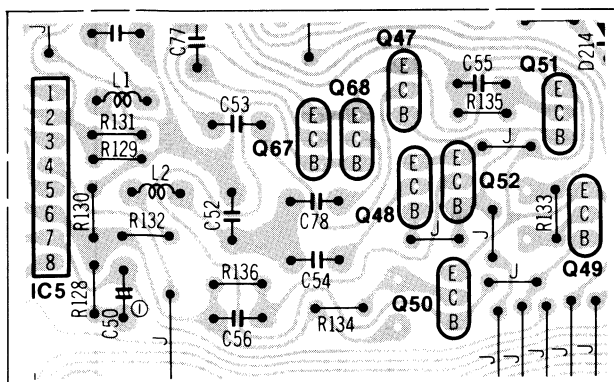 J
C77
Q47
D214
L1
C55
Q51
C53
Q68
R135
E C B
1
2
3
4
5
6
7
8
IC5
R131
R129
Q67
E C B
E C B
E C B
J
L2
R130
R132
C52
C78
Q48
E C B
E C B
Q52
R133
E C B
Q49
J
J
R128
C50
R136
C54
C56
R134
Q50
E C B
J
J
J
J
J
J
J